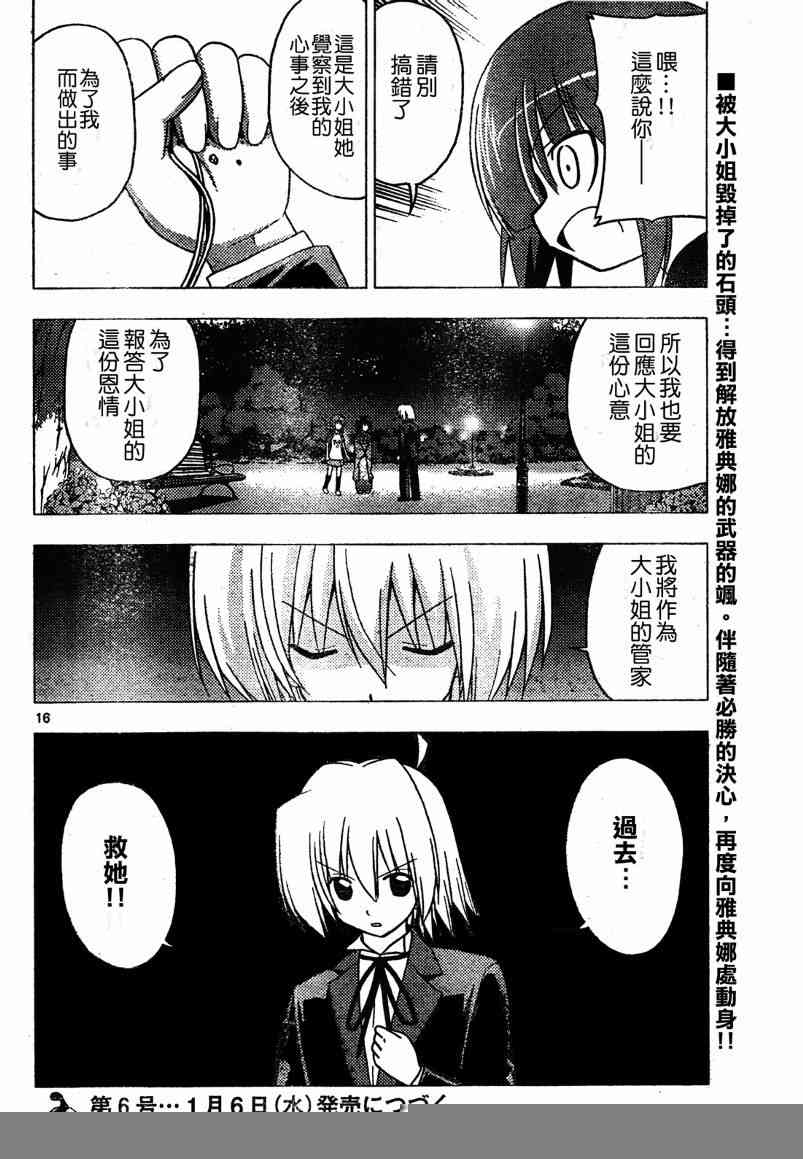 喂…!!
這麼說你——
請別
搞錯了
這是大小姐她
覺察到我的
心事之後
為了我
而做出的事
所以我也要
回應大小姐的
這份心意
為了
報答大小姐的
這份恩情
我將作為
大小姐的管家
16
過去…
救她!!
■被大小姐毀掉了的石頭…得到解放雅典娜的武器的颯。伴隨著必勝的決心，再度向雅典娜處動身!!
第6号…1月6日(水)発売につづく